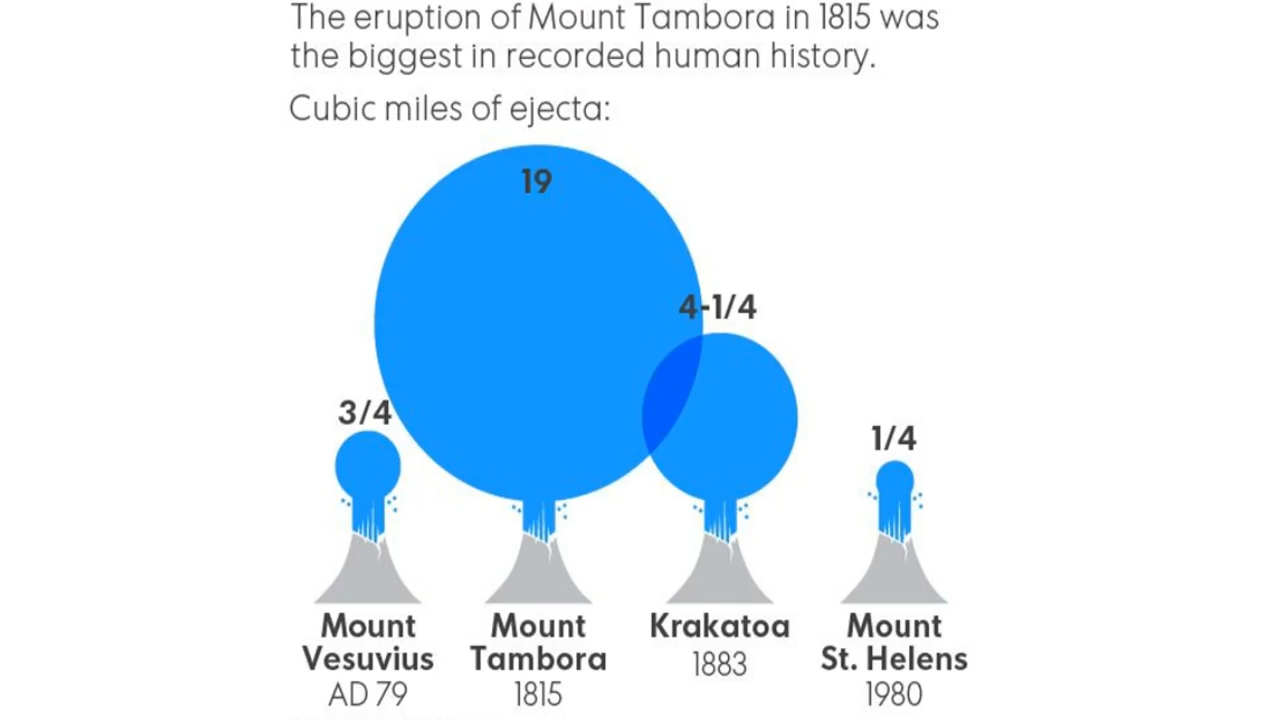 The eruption of Mount Tambora in 1815 was
the biggest in recorded human history.
Cubic miles of ejecta:
19
4-1/4
3/4
1/4
Mount
Vesuvius
AD 79
Mount
Tambora
1815
Krakatoa
1883
Mount
St. Helens
1980